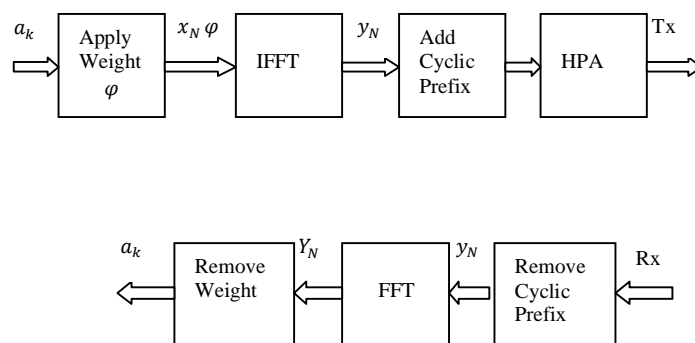 a_k
Apply
Weight
φ
x_N φ
IFFT
y_N
Add
Cyclic
Prefix
HPA
Tx
a_k
Remove
Weight
Y_N
FFT
y_N
Remove
Cyclic
Prefix
Rx